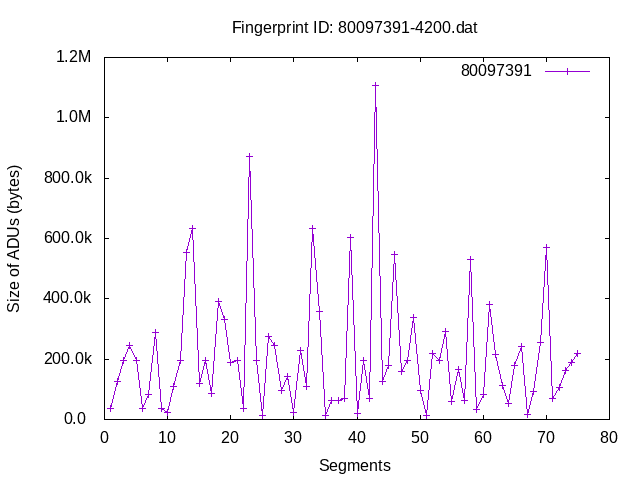 Fingerprint ID: 80097391-4200.dat
1.2M
80097391
1.0M
800.0k
600.0k
400.0k
200.0k
0.0
Size of ADUs (bytes)
0 10 20 30 40 50 60 70 80
Segments